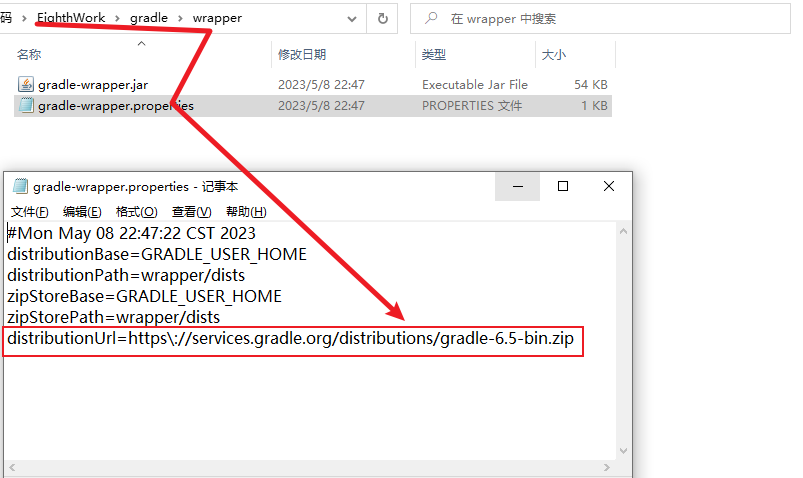 码 > EighthWork > gradle > wrapper
在 wrapper 中搜索
名称 修改日期 类型 大小
gradle-wrapper.jar 2023/5/8 22:47 Executable Jar File 54 KB
gradle-wrapper.properties 2023/5/8 22:47 PROPERTIES 文件 1 KB
gradle-wrapper.properties - 记事本
文件(F) 编辑(E) 格式(O) 查看(V) 帮助(H)
#Mon May 08 22:47:22 CST 2023
distributionBase=GRADLE_USER_HOME
distributionPath=wrapper/dists
zipStoreBase=GRADLE_USER_HOME
zipStorePath=wrapper/dists
distributionUrl=https\://services.gradle.org/distributions/gradle-6.5-bin.zip